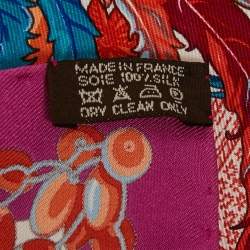 MADE IN FRANCE
SOIE 100% SILK
DRY CLEAN ONLY